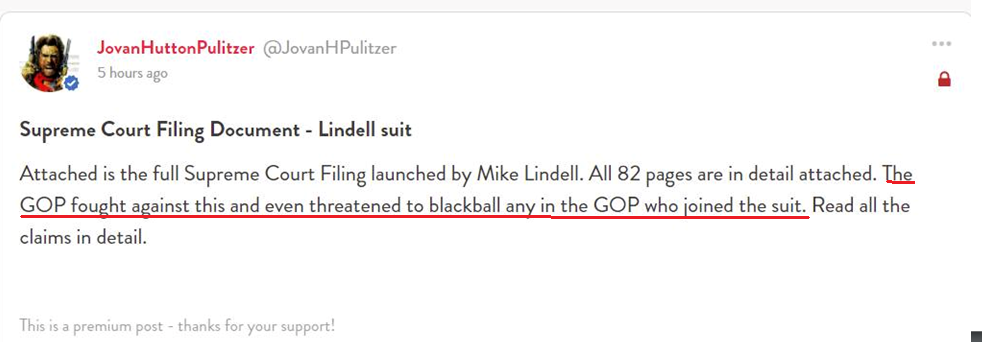 JovanHuttonPulitzer @JovanHPulitzer
5 hours ago
Supreme Court Filing Document - Lindell suit
Attached is the full Supreme Court Filing launched by Mike Lindell. All 82 pages are in detail attached. The
GOP fought against this and even threatened to blackball any in the GOP who joined the suit. Read all the
claims in detail.
This is a premium post - thanks for your support!